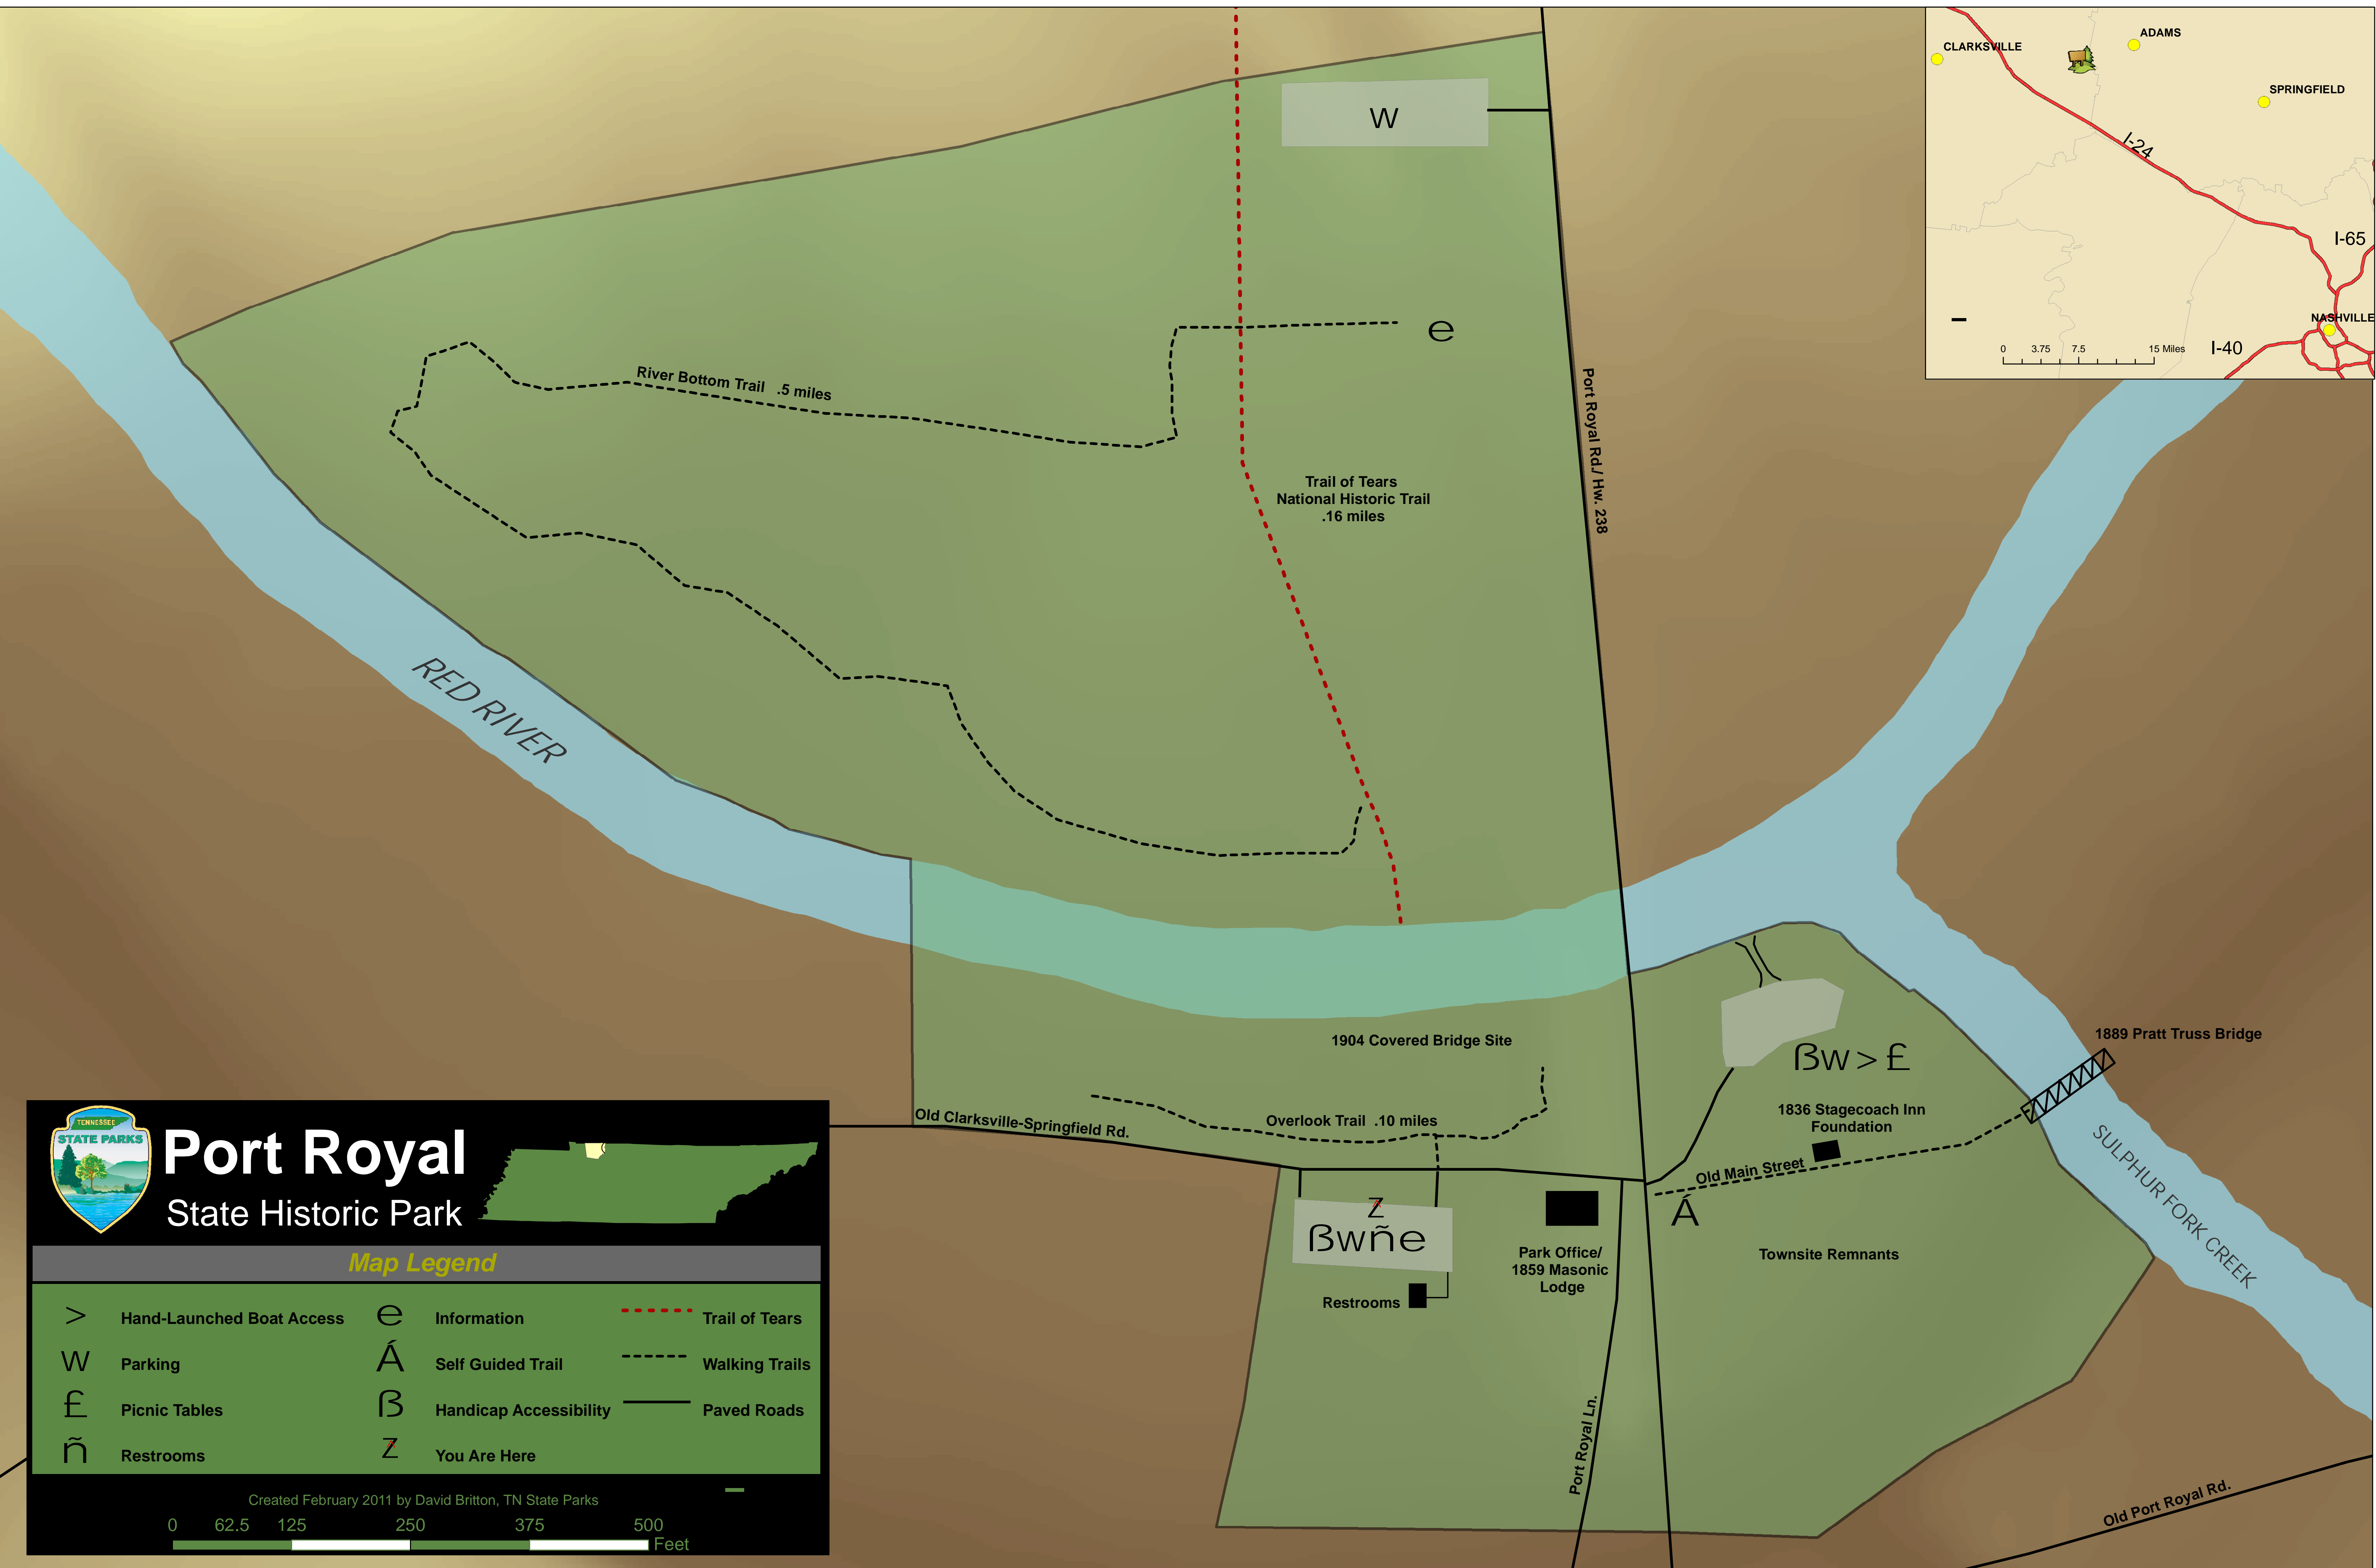 CLARKSVILLE
ADAMS
SPRINGFIELD
I-24
I-65
NASHVILLE
I-40
0 3.75 7.5 15 Miles
w
e
River Bottom Trail .5 miles
Port Royal Rd./ Hw. 238
Trail of Tears
National Historic Trail
.16 miles
RED RIVER
1904 Covered Bridge Site
1889 Pratt Truss Bridge
ßw>£
Old Clarksville-Springfield Rd.
Overlook Trail .10 miles
1836 Stagecoach Inn
Foundation
Old Main Street
SULPHUR FORK CREEK
Z
ßwñe
Á
Park Office/
1859 Masonic
Lodge
Townsite Remnants
Restrooms
Port Royal Ln.
Old Port Royal Rd.
TENNESSEE
STATE PARKS
Port Royal
State Historic Park
Map Legend
> Hand-Launched Boat Access e Information Trail of Tears
w Parking Á Self Guided Trail Walking Trails
£ Picnic Tables ß Handicap Accessibility Paved Roads
ñ Restrooms Z You Are Here
Created February 2011 by David Britton, TN State Parks
0 62.5 125 250 375 500
Feet